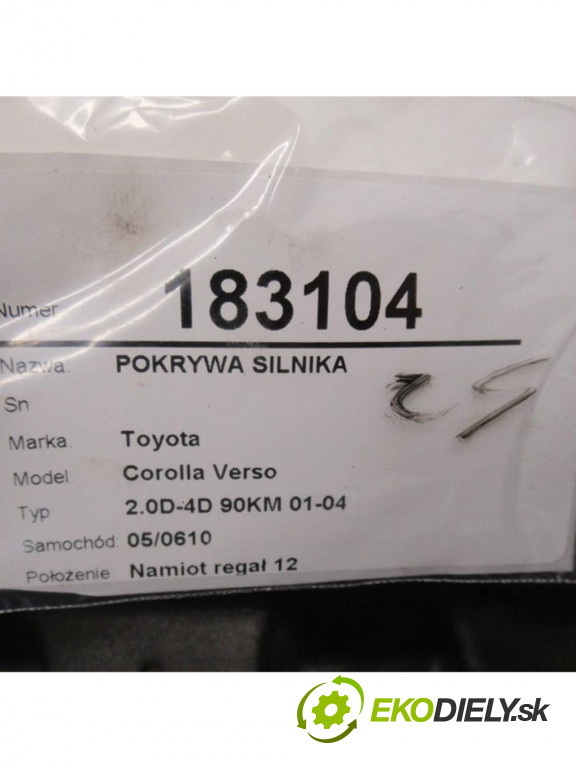 Numer 183104
Nazwa: POKRYWA SILNIKA
Sn
Marka. Toyota
Model Corolla Verso
Typ 2.0D-4D 90KM 01-04
Samochód: 05/0610
Położenie: Namiot regał 12
EKODIELY.sk